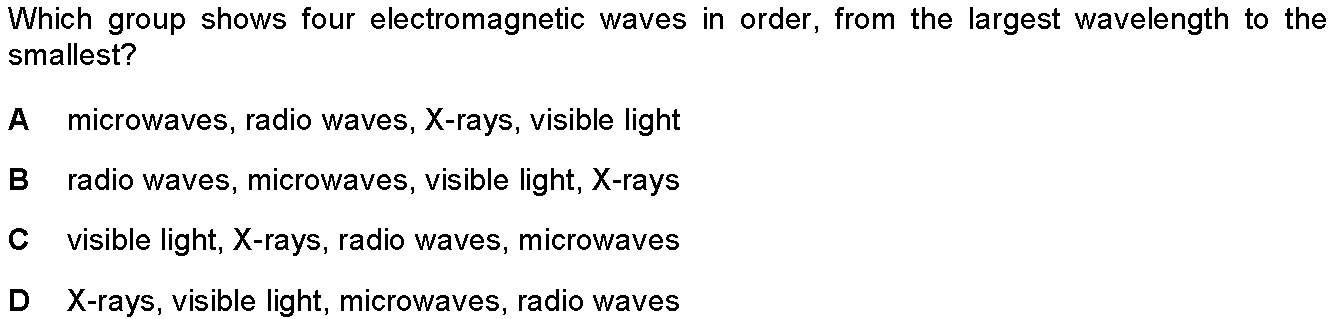 Which group shows four electromagnetic waves in order, from the largest wavelength to the
smallest?
A microwaves, radio waves, X-rays, visible light
B radio waves, microwaves, visible light, X-rays
C visible light, X-rays, radio waves, microwaves
D X-rays, visible light, microwaves, radio waves